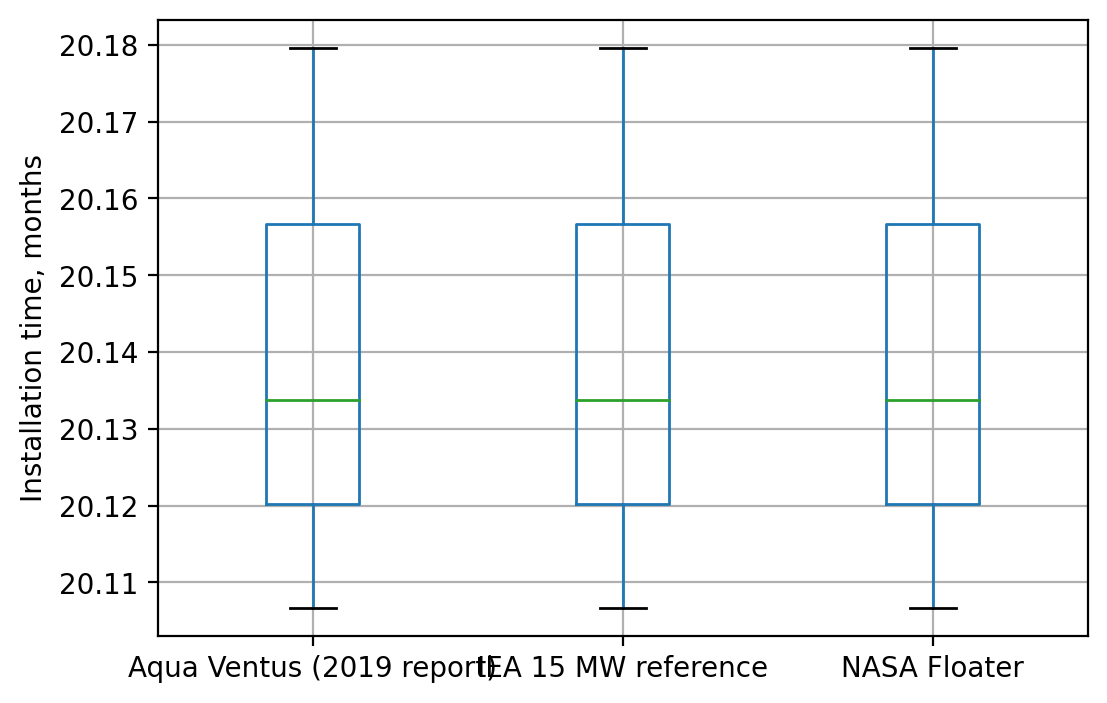 20.18
20.17
20.16
20.15
20.14
20.13
20.12
20.11
Installation time, months
Aqua Ventus (2019 report)
IEA 15 MW reference
NASA Floater